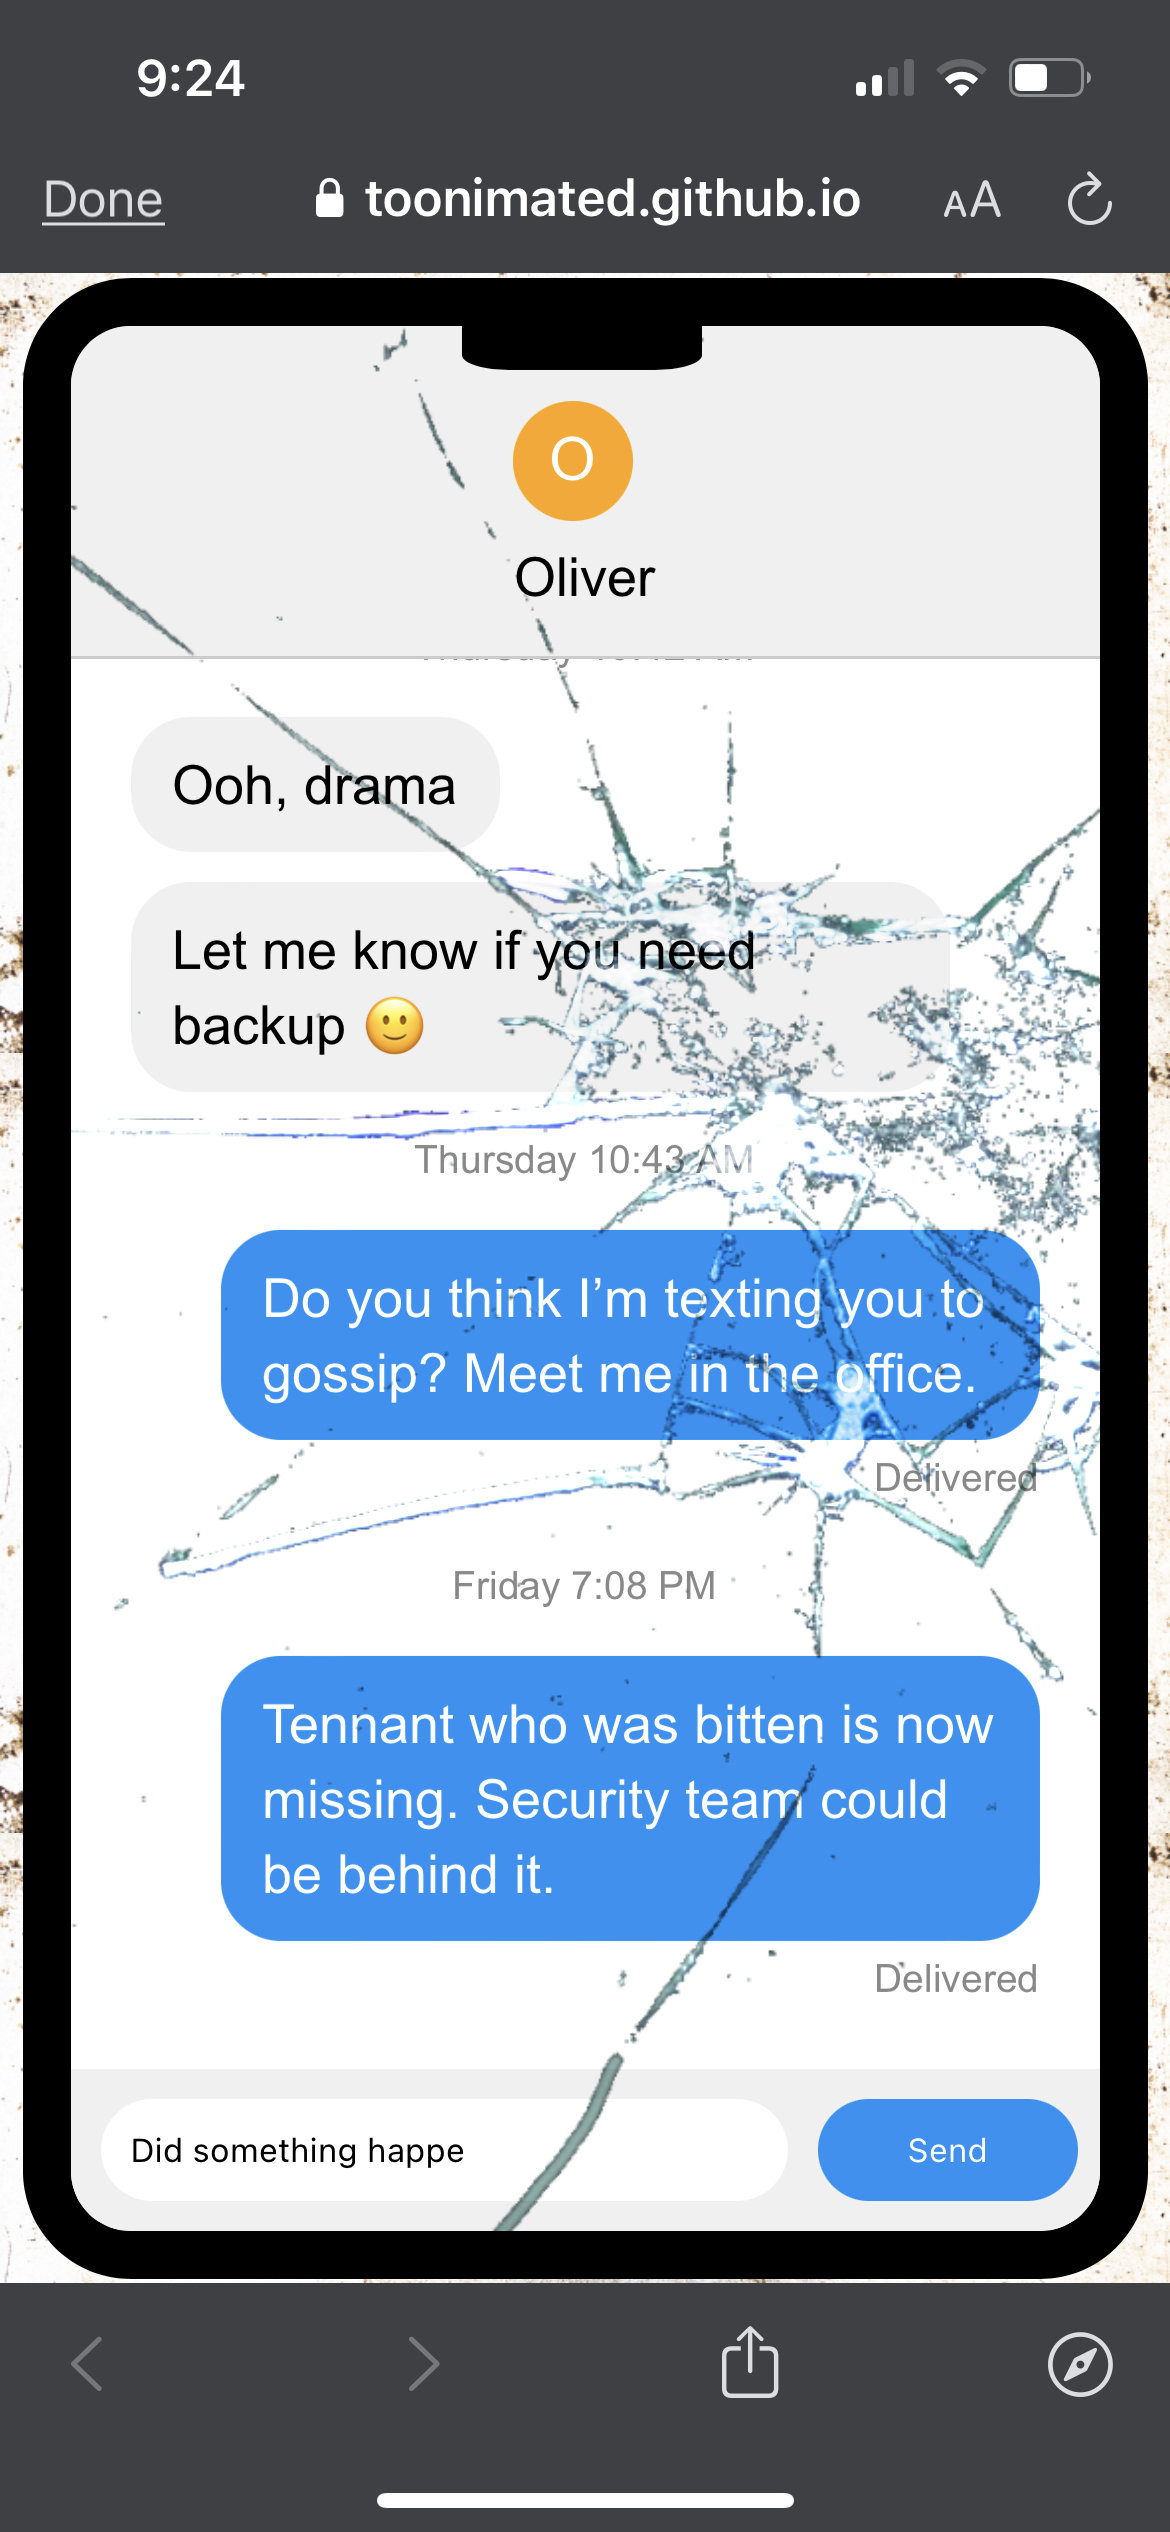 9:24
Done
toonimated.github.io
AA
O
Oliver
Ooh, drama
Let me know if you need
backup 🙂
Thursday 10:43 AM
Do you think I’m texting you to
gossip? Meet me in the office.
Delivered
Friday 7:08 PM
Tennant who was bitten is now
missing. Security team could
be behind it.
Delivered
Did something happe
Send